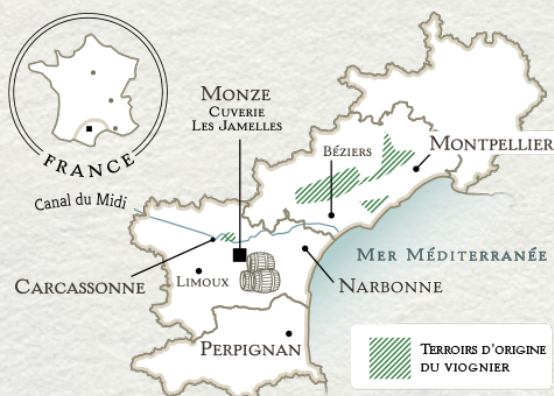 FRANCE
MONZE
CUVERIE
LES JAMELLES
BÉZIERS
MONTPELLIER
Canal du Midi
MER MÉDITERRANÉE
CARCASSONNE
LIMOUX
NARBONNE
PERPIGNAN
TERROIRS D'ORIGINE
DU VIOGNIER